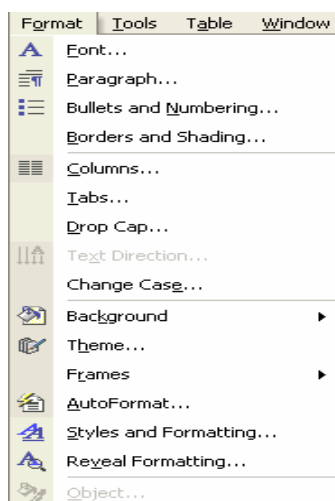 Format Tools Table Window
Font...
Paragraph...
Bullets and Numbering...
Borders and Shading...
Columns...
Tabs...
Drop Cap...
Text Direction...
Change Case...
Background
Theme...
Frames
AutoFormat...
Styles and Formatting...
Reveal Formatting...
Object...